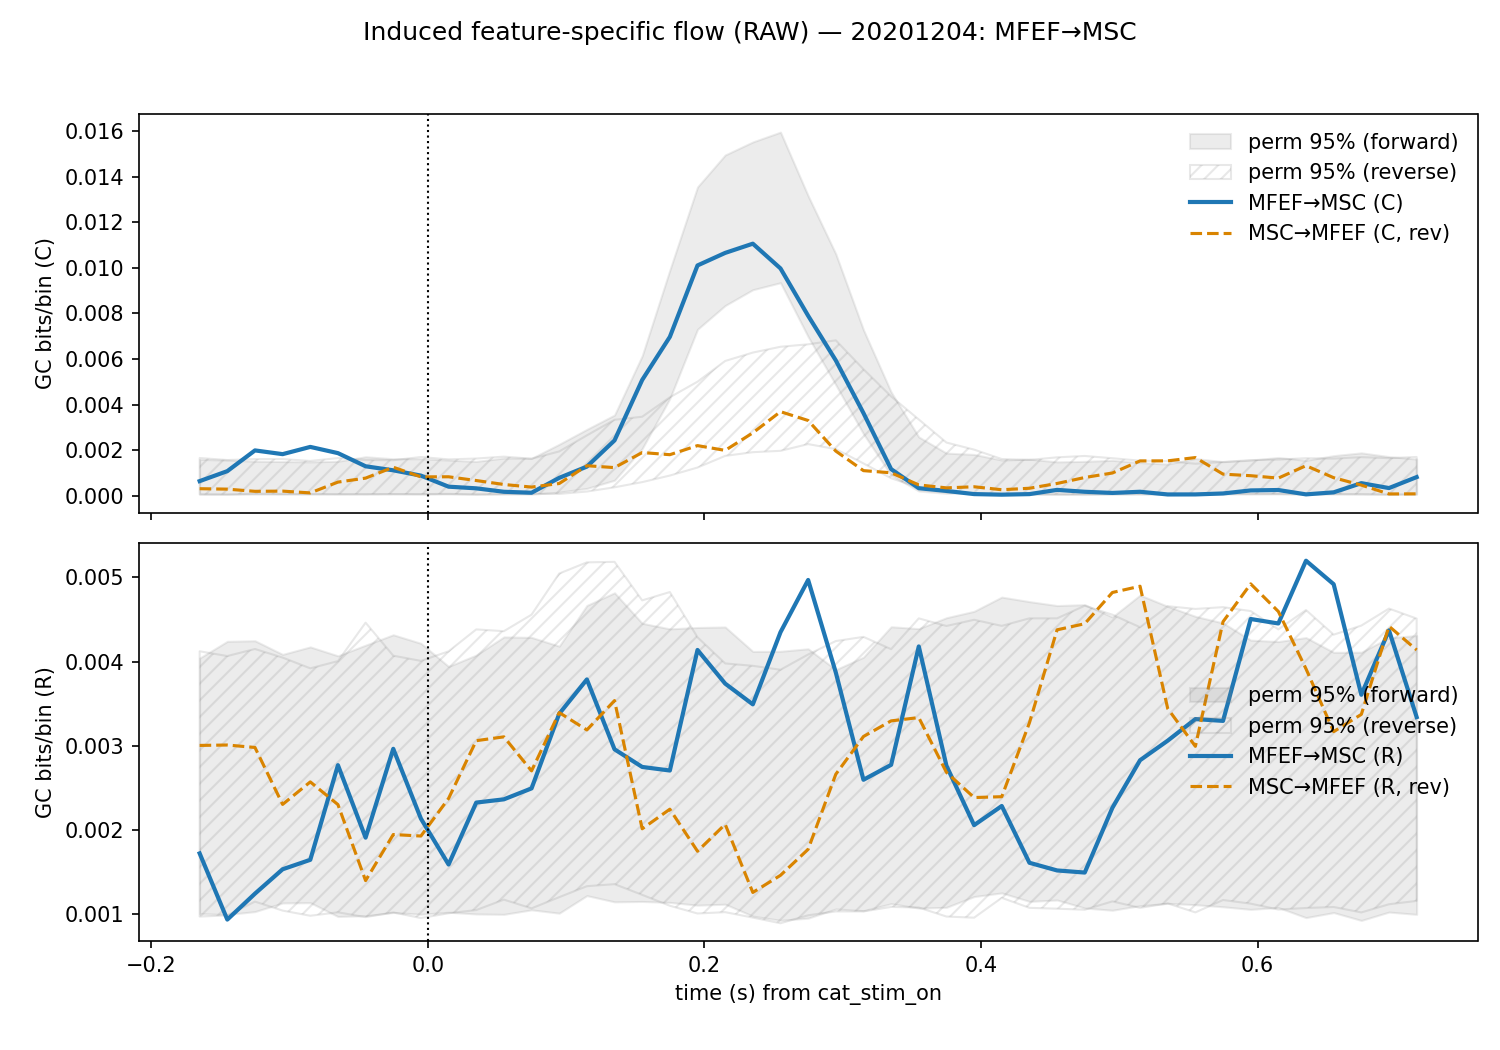 Induced feature-specific flow (RAW) — 20201204: MFEF→MSC
GC bits/bin (C)
0.016
0.014
0.012
0.010
0.008
0.006
0.004
0.002
0.000
perm 95% (forward)
perm 95% (reverse)
MFEF→MSC (C)
MSC→MFEF (C, rev)
GC bits/bin (R)
0.005
0.004
0.003
0.002
0.001
perm 95% (forward)
perm 95% (reverse)
MFEF→MSC (R)
MSC→MFEF (R, rev)
−0.2
0.0
0.2
0.4
0.6
time (s) from cat_stim_on